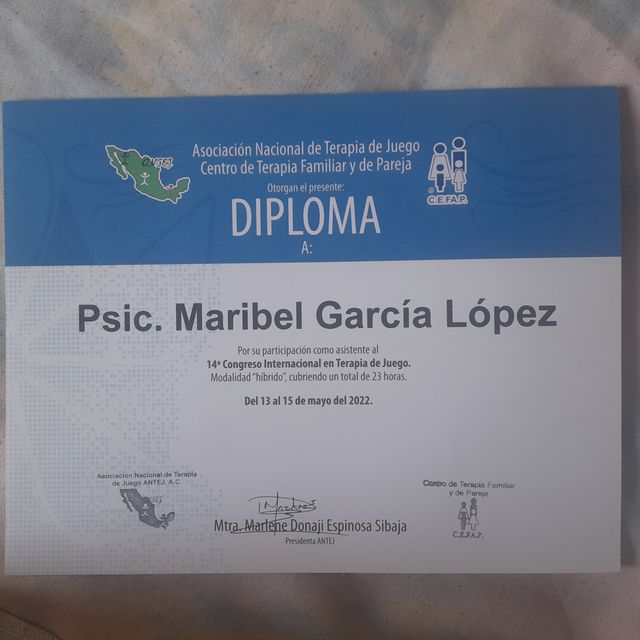 Asociación Nacional de Terapia de Juego
Centro de Terapia Familiar y de Pareja
Otorgan el presente:
DIPLOMA
A:
C.E.FA.P.
Psic. Maribel García López
Por su participación como asistente al
14º Congreso Internacional en Terapia de Juego.
Modalidad "híbrido", cubriendo un total de 23 horas.
Del 13 al 15 de mayo del 2022.
Asociación Nacional de Terapia
de Juego ANTEJ, A.C.
Centro de Terapia Familiar
y de Pareja
C.E.F.A.P.
Mtra. Marlene Donaji Espinosa Sibaja
Presidenta ANTEJ